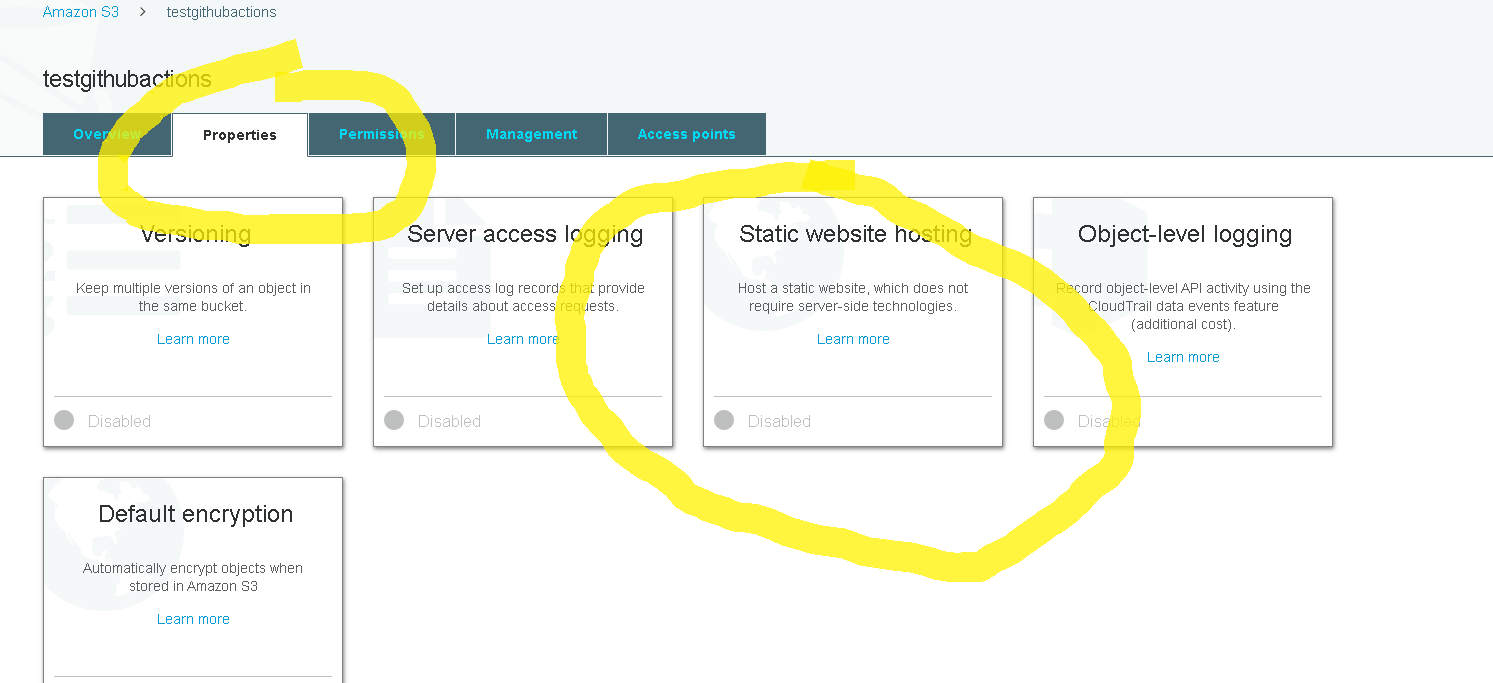 Amazon S3 > testgithubactions
testgithubactions
Overview Properties Permissions Management Access points
Versioning
Keep multiple versions of an object in
the same bucket.
Learn more
Disabled
Server access logging
Set up access log records that provide
details about access requests.
Learn more
Disabled
Static website hosting
Host a static website, which does not
require server-side technologies.
Learn more
Disabled
Object-level logging
Record object-level API activity using the
CloudTrail data events feature
(additional cost).
Learn more
Disabled
Default encryption
Automatically encrypt objects when
stored in Amazon S3
Learn more